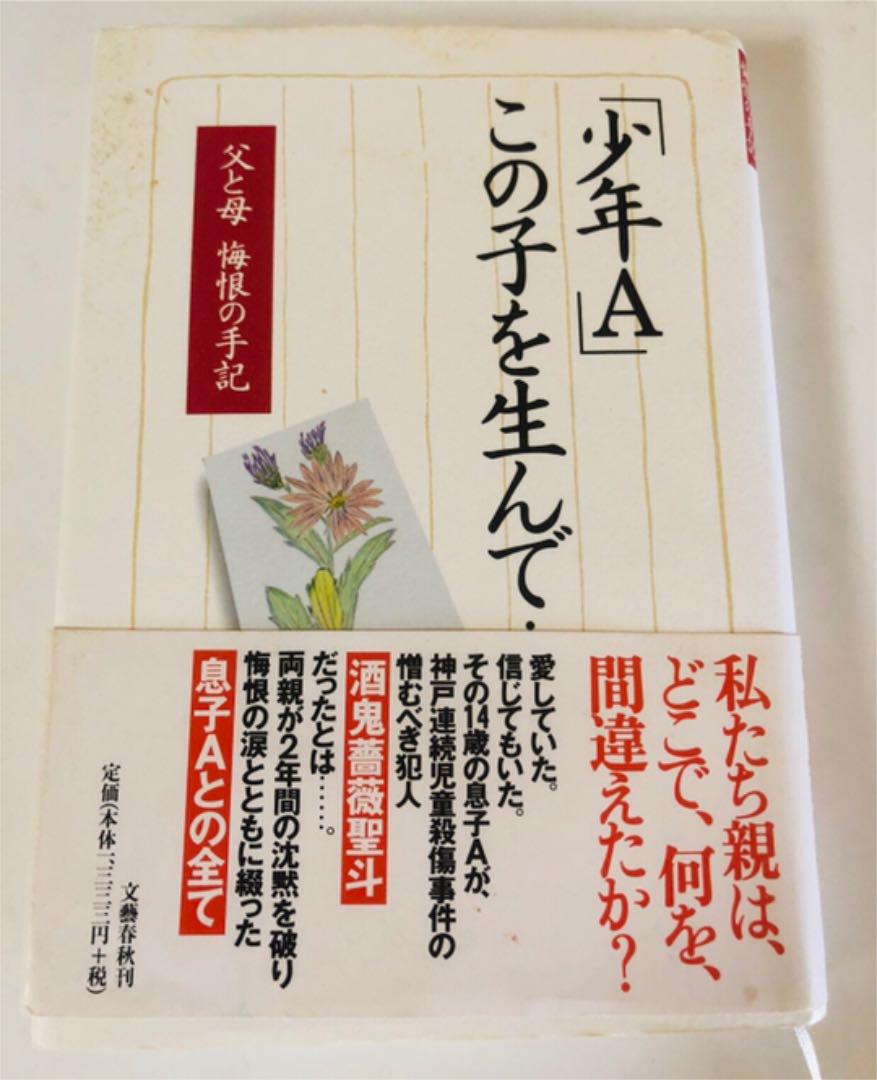 「少年A」
この子を生んで・
父と母 悔恨の手記
私たち親は、
どこで、何を、
間違えたか?
愛していた。
信じてもいた。
その14歳の息子Aが、
神戸連続児童殺傷事件の
憎むべき犯人
酒鬼薔薇聖斗
だったとは……。
両親が2年間の沈黙を破り
悔恨の涙とともに綴った
息子Aとの全て
文藝春秋刊
定価(本体一、三三三円+税)